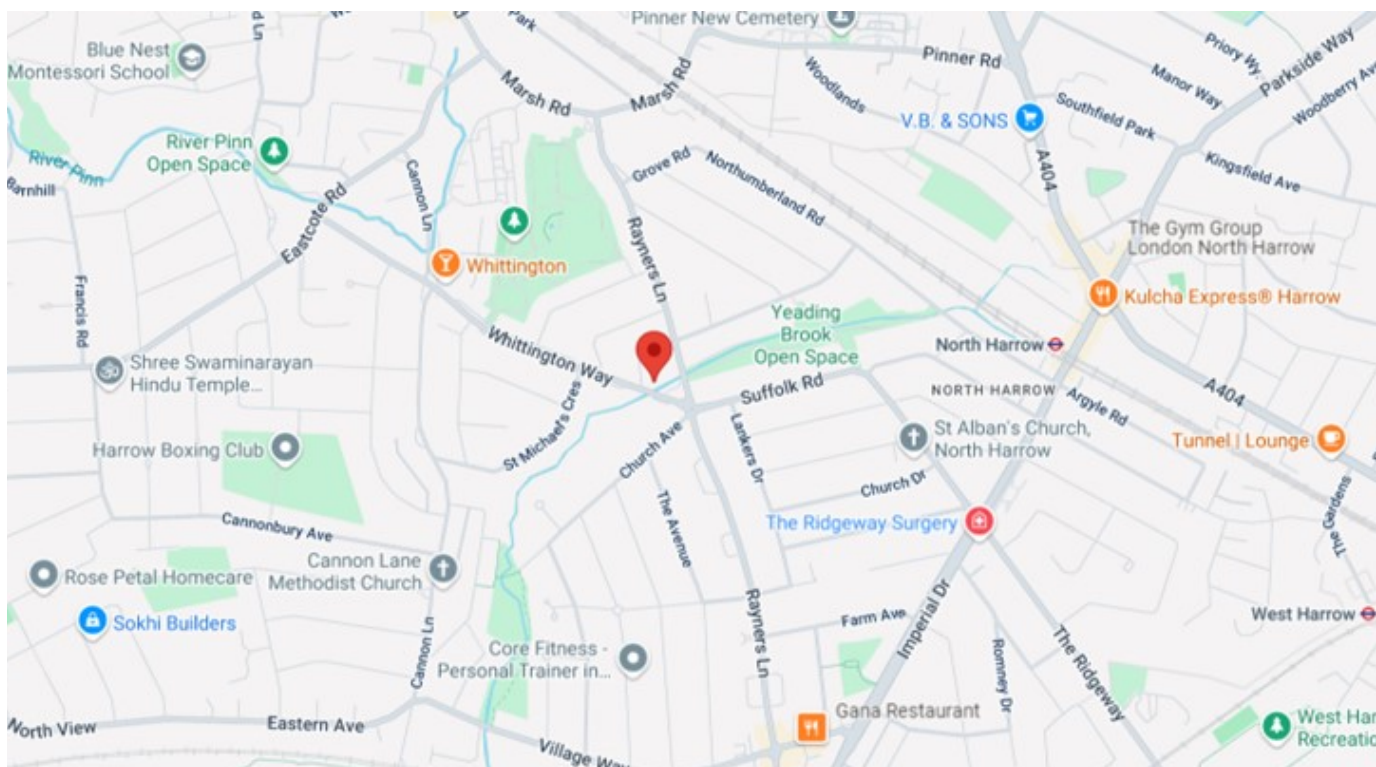 Pinner New Cemetery
Blue Nest
Montessori School
d Ln
Park
Marsh Rd
Marsh Rd
Pinner Rd
Woodlands
Priory Wy
Manor Way
Parkside Way
Woodberry Av
Southfield Park
V.B. & SONS
A404
Kingsfield Ave
River Pinn
Open Space
River Pinn
Barnhill
Cannon Ln
Eastcote Rd
Grove Rd
Northumberland Rd
Rayners Ln
The Gym Group
London North Harrow
Kulcha Express® Harrow
Whittington
Francis Rd
Yeading
Brook
Open Space
North Harrow
NORTH HARROW
A404
Argyle Rd
Shree Swaminarayan
Hindu Temple...
Whittington Way
St Michael's Cres
Suffolk Rd
Harrow Boxing Club
Church Ave
Lankers Dr
St Alban's Church,
North Harrow
Tunnel | Lounge
Church Dr
The Avenue
The Gardens
The Ridgeway Surgery
Cannonbury Ave
Cannon Lane
Methodist Church
Rose Petal Homecare
Sokhi Builders
Rayners Ln
Farm Ave
Imperial Dr
West Harrow
Core Fitness -
Personal Trainer in...
Cannon Ln
Romney Dr
The Ridgeway
North View
Eastern Ave
Village Way
Gana Restaurant
West Har
Recreatio